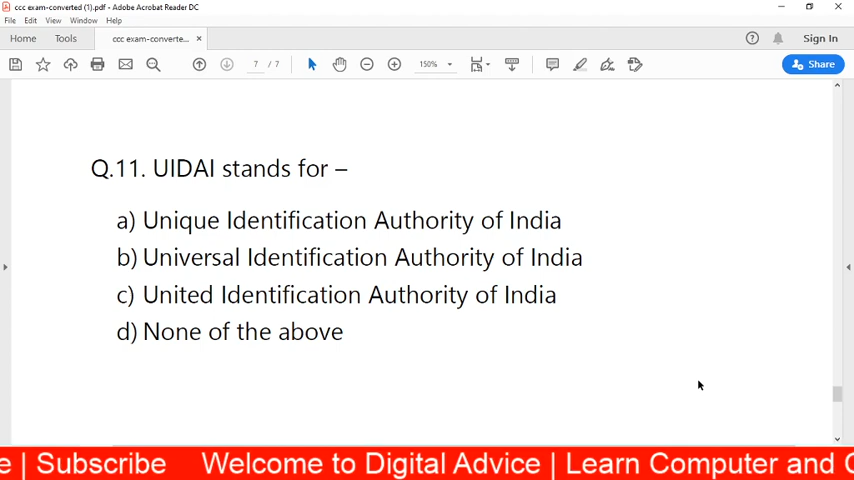 ccc exam-converted (1).pdf - Adobe Acrobat Reader DC
File Edit View Window Help
Home Tools ccc exam-converte... × Sign In
7 / 7 150% Share
Q.11. UIDAI stands for –
a) Unique Identification Authority of India
b) Universal Identification Authority of India
c) United Identification Authority of India
d) None of the above
e | Subscribe Welcome to Digital Advice | Learn Computer and